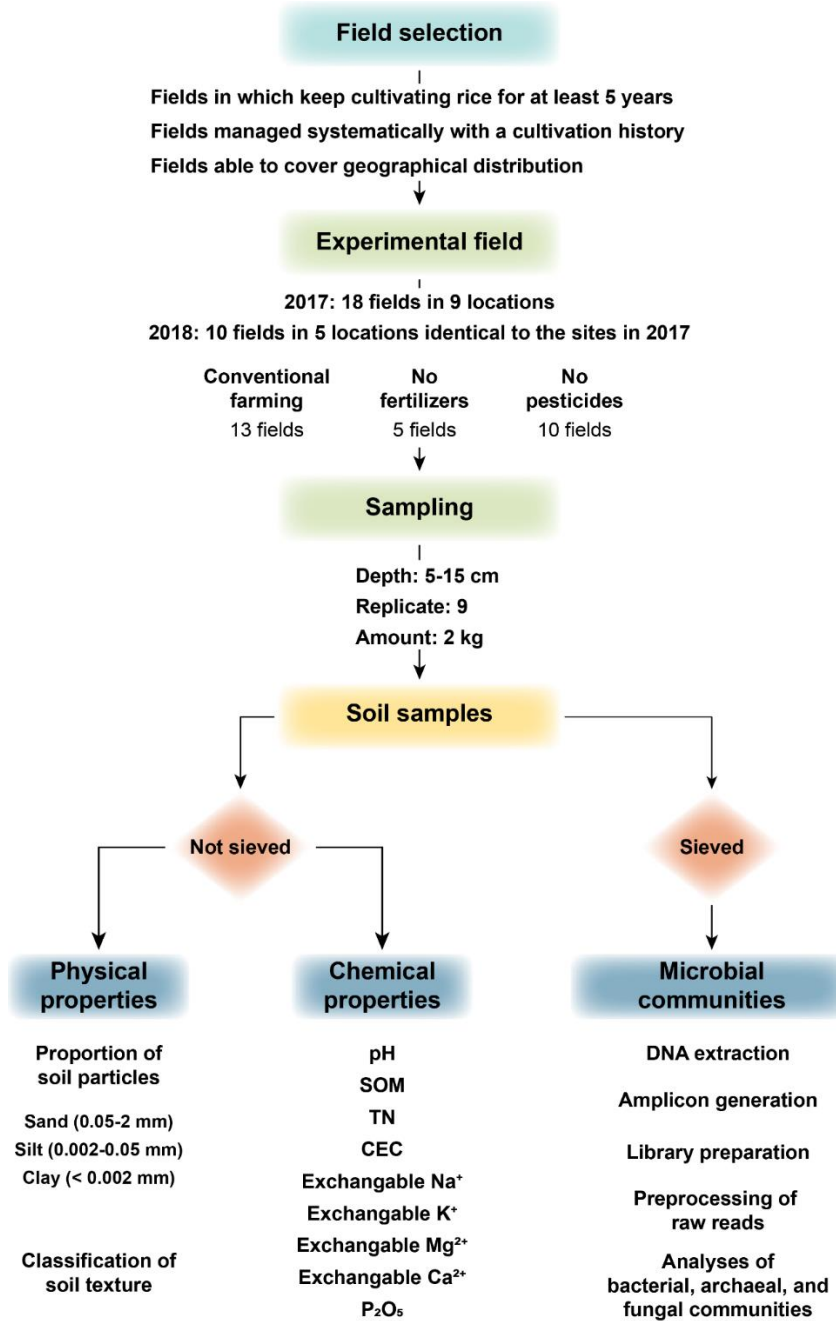 Field selection
Fields in which keep cultivating rice for at least 5 years
Fields managed systematically with a cultivation history
Fields able to cover geographical distribution
Experimental field
2017: 18 fields in 9 locations
2018: 10 fields in 5 locations identical to the sites in 2017
Conventional
farming
13 fields
No
fertilizers
5 fields
No
pesticides
10 fields
Sampling
Depth: 5-15 cm
Replicate: 9
Amount: 2 kg
Soil samples
Not sieved
Sieved
Physical
properties
Proportion of
soil particles
Sand (0.05-2 mm)
Silt (0.002-0.05 mm)
Clay (< 0.002 mm)
Classification of
soil texture
Chemical
properties
pH
SOM
TN
CEC
Exchangable Na⁺
Exchangable K⁺
Exchangable Mg²⁺
Exchangable Ca²⁺
P₂O₅
Microbial
communities
DNA extraction
Amplicon generation
Library preparation
Preprocessing of
raw reads
Analyses of
bacterial, archaeal, and
fungal communities